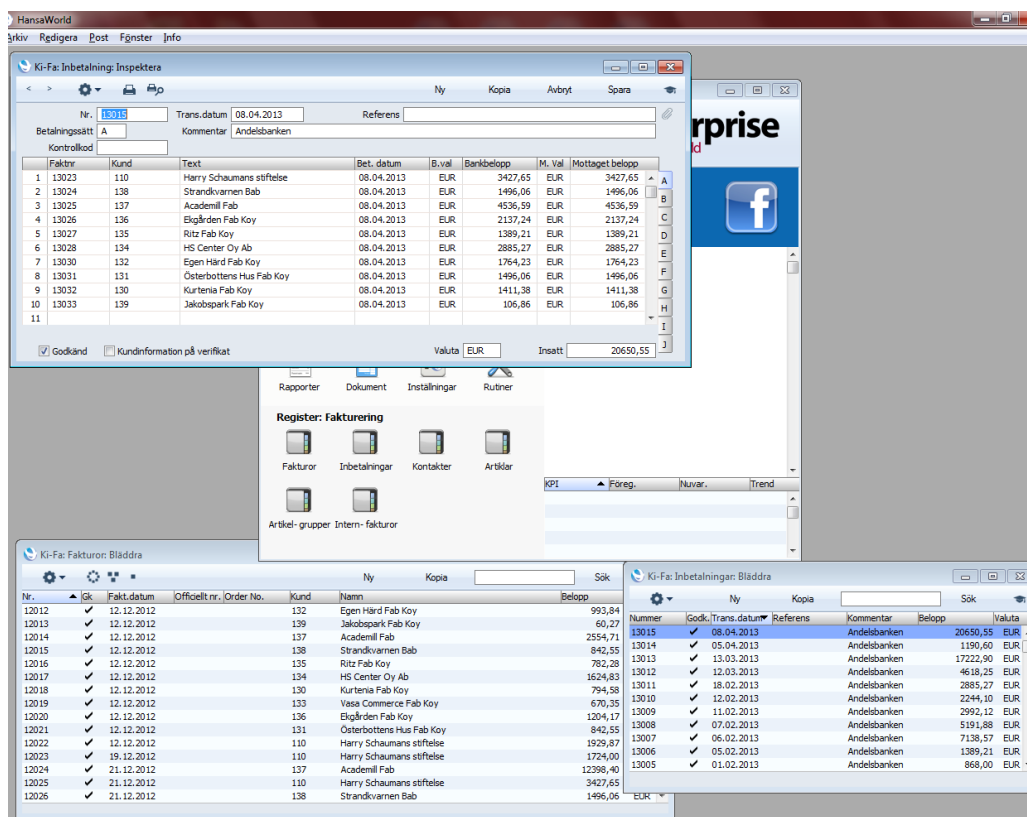 HansaWorld
Arkiv Redigera Post Fönster Info
Ki-Fa: Inbetalning: Inspektera
< > Ny Kopia Avbryt Spara
Nr. 13015 Trans.datum 08.04.2013 Referens
Betalningssätt A Kommentar Andelsbanken
Kontrollkod
Faktnr Kund Text Bet. datum B.val Bankbelopp M. Val Mottaget belopp
1 13023 110 Harry Schaumans stiftelse 08.04.2013 EUR 3427,65 EUR 3427,65
2 13024 138 Strandkvarnen Bab 08.04.2013 EUR 1496,06 EUR 1496,06
3 13025 137 Academill Fab 08.04.2013 EUR 4536,59 EUR 4536,59
4 13026 136 Ekgården Fab Koy 08.04.2013 EUR 2137,24 EUR 2137,24
5 13027 135 Ritz Fab Koy 08.04.2013 EUR 1389,21 EUR 1389,21
6 13028 134 HS Center Oy Ab 08.04.2013 EUR 2885,27 EUR 2885,27
7 13030 132 Egen Härd Fab Koy 08.04.2013 EUR 1764,23 EUR 1764,23
8 13031 131 Österbottens Hus Fab Koy 08.04.2013 EUR 1496,06 EUR 1496,06
9 13032 130 Kurtenia Fab Koy 08.04.2013 EUR 1411,38 EUR 1411,38
10 13033 139 Jakobspark Fab Koy 08.04.2013 EUR 106,86 EUR 106,86
11
A
B
C
D
E
F
G
H
I
J
Godkänd Kundinformation på verifikat Valuta EUR Insatt 20650,55
rprise
ld
f
Rapporter Dokument Inställningar Rutiner
Register: Fakturering
Fakturor Inbetalningar Kontakter Artiklar
Artikel- grupper Intern- fakturor
KPI Föreg. Nuvar. Trend
Ki-Fa: Fakturor: Bläddra
Ny Kopia Sök
Nr. Gk Fakt.datum Officiellt nr. Order No. Kund Namn Belopp
12012 ✔ 12.12.2012 132 Egen Härd Fab Koy 993,84
12013 ✔ 12.12.2012 139 Jakobspark Fab Koy 60,27
12014 ✔ 12.12.2012 137 Academill Fab 2554,71
12015 ✔ 12.12.2012 138 Strandkvarnen Bab 842,55
12016 ✔ 12.12.2012 135 Ritz Fab Koy 782,28
12017 ✔ 12.12.2012 134 HS Center Oy Ab 1624,83
12018 ✔ 12.12.2012 130 Kurtenia Fab Koy 794,58
12019 ✔ 12.12.2012 133 Vasa Commerce Fab Koy 670,35
12020 ✔ 12.12.2012 136 Ekgården Fab Koy 1204,17
12021 ✔ 12.12.2012 131 Österbottens Hus Fab Koy 842,55
12022 ✔ 12.12.2012 110 Harry Schaumans stiftelse 1929,87
12023 ✔ 19.12.2012 110 Harry Schaumans stiftelse 1724,00
12024 ✔ 21.12.2012 137 Academill Fab 12398,40
12025 ✔ 21.12.2012 110 Harry Schaumans stiftelse 3427,65
12026 ✔ 21.12.2012 138 Strandkvarnen Bab 1496,06 EUR
Ki-Fa: Inbetalningar: Bläddra
Ny Kopia Sök
Nummer Godk. Trans.datum Referens Kommentar Belopp Valuta
13015 ✔ 08.04.2013 Andelsbanken 20650,55 EUR
13014 ✔ 05.04.2013 Andelsbanken 1190,60 EUR
13013 ✔ 13.03.2013 Andelsbanken 17222,90 EUR
13012 ✔ 12.03.2013 Andelsbanken 4618,25 EUR
13011 ✔ 18.02.2013 Andelsbanken 2885,27 EUR
13010 ✔ 12.02.2013 Andelsbanken 2244,10 EUR
13009 ✔ 11.02.2013 Andelsbanken 2992,12 EUR
13008 ✔ 07.02.2013 Andelsbanken 5191,88 EUR
13007 ✔ 06.02.2013 Andelsbanken 7138,57 EUR
13006 ✔ 05.02.2013 Andelsbanken 1389,21 EUR
13005 ✔ 01.02.2013 Andelsbanken 868,00 EUR